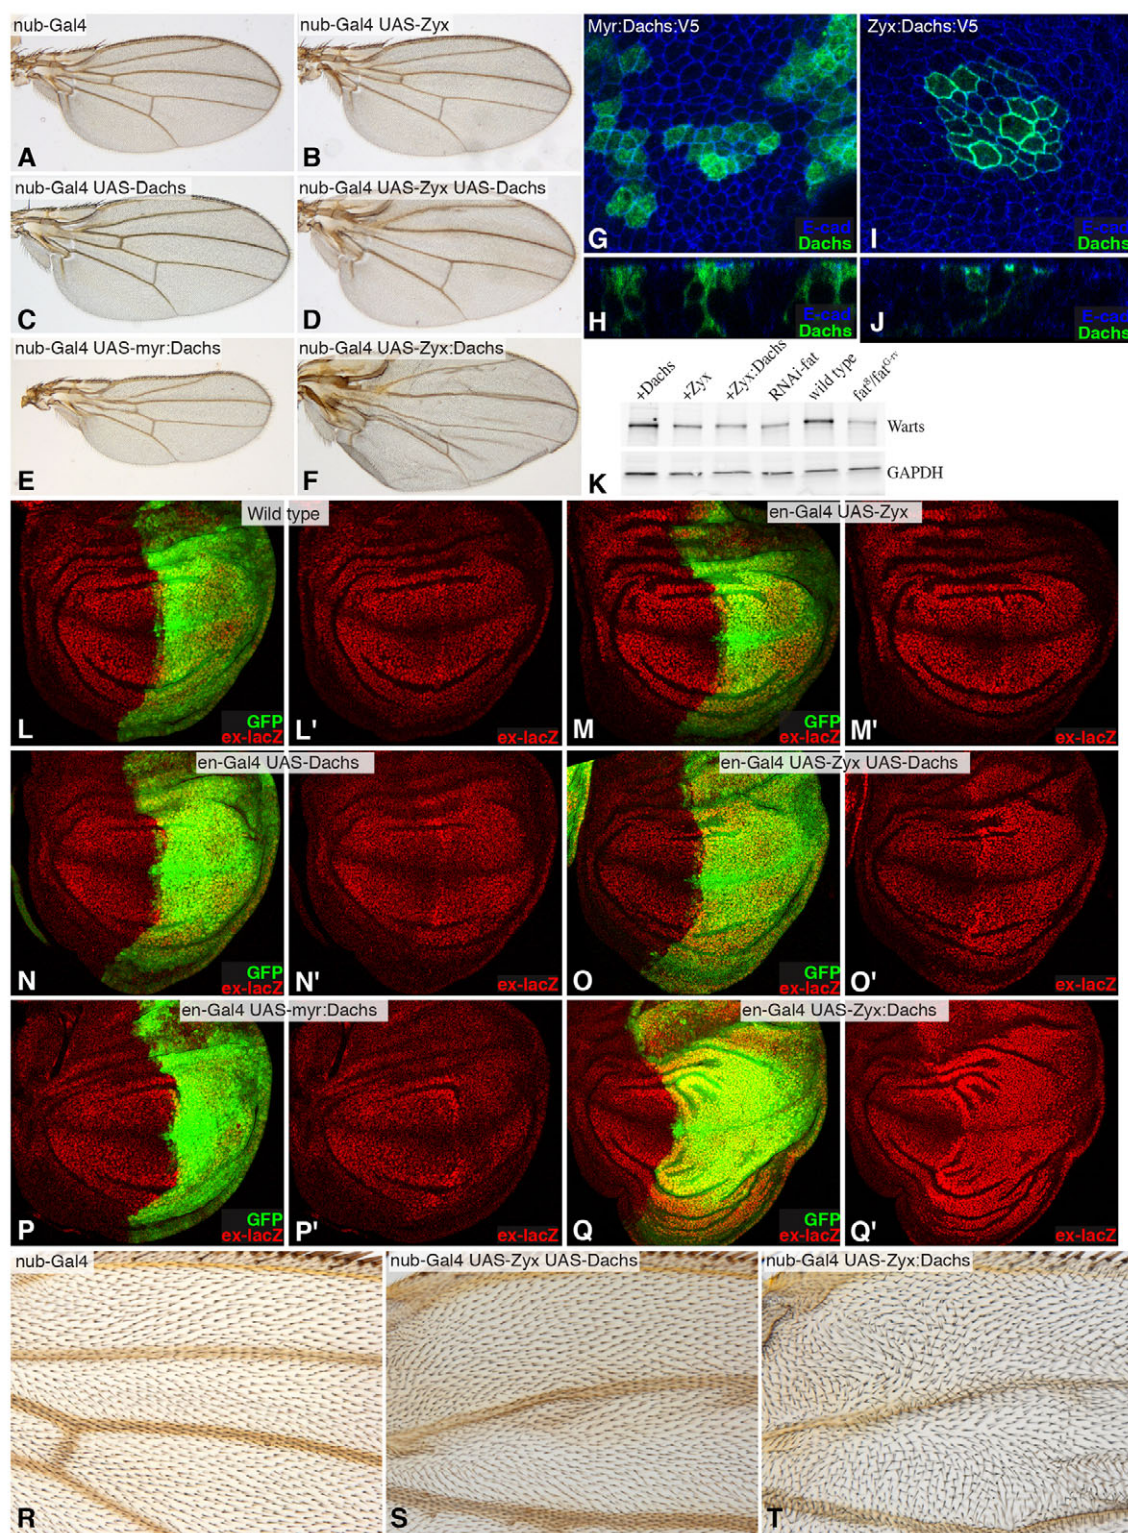 nub-Gal4
A
nub-Gal4 UAS-Zyx
B
nub-Gal4 UAS-Dachs
C
nub-Gal4 UAS-Zyx UAS-Dachs
D
nub-Gal4 UAS-myr:Dachs
E
nub-Gal4 UAS-Zyx:Dachs
F
Myr:Dachs:V5
G
E-cad
Dachs
Zyx:Dachs:V5
I
E-cad
Dachs
H
E-cad
Dachs
J
E-cad
Dachs
+Dachs
+Zyx
+Zyx:Dachs
RNAi-fat
wild type
fat⁸/fatᴳ⁻ʳᵛ
Warts
GAPDH
K
Wild type
L
GFP
ex-lacZ
L'
ex-lacZ
en-Gal4 UAS-Zyx
M
GFP
ex-lacZ
M'
ex-lacZ
en-Gal4 UAS-Dachs
N
GFP
ex-lacZ
N'
ex-lacZ
en-Gal4 UAS-Zyx UAS-Dachs
O
GFP
ex-lacZ
O'
ex-lacZ
en-Gal4 UAS-myr:Dachs
P
GFP
ex-lacZ
P'
ex-lacZ
en-Gal4 UAS-Zyx:Dachs
Q
GFP
ex-lacZ
Q'
ex-lacZ
nub-Gal4
R
nub-Gal4 UAS-Zyx UAS-Dachs
S
nub-Gal4 UAS-Zyx:Dachs
T